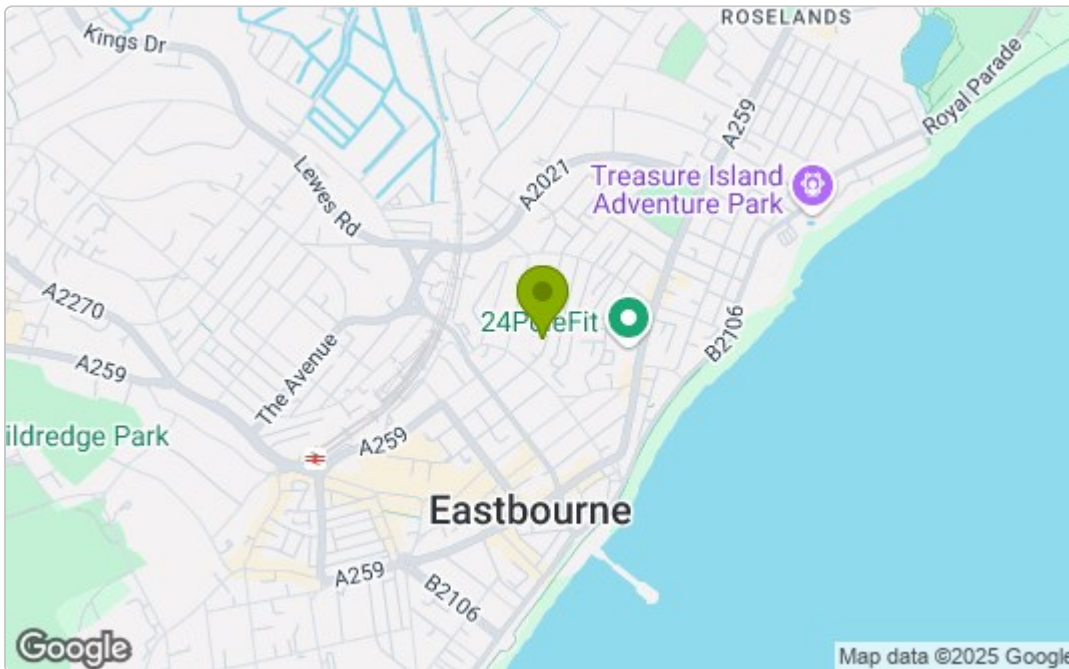 ROSELANDS
Kings Dr
Royal Parade
A259
Lewes Rd
A2021
Treasure Island
Adventure Park
A2270
24PureFit
B2106
A259
The Avenue
ildredge Park
A259
Eastbourne
A259
B2106
Google
Map data ©2025 Google